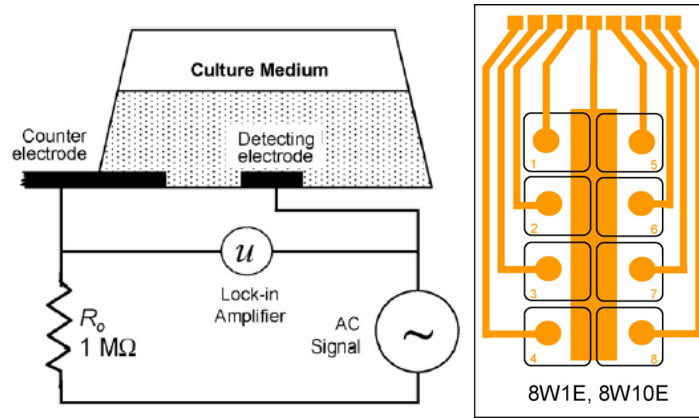 Culture Medium
Counter
electrode
Detecting
electrode
u
Lock-in
Amplifier
Ro
1 MΩ
AC
Signal
~
1
5
2
6
3
7
4
8
8W1E, 8W10E